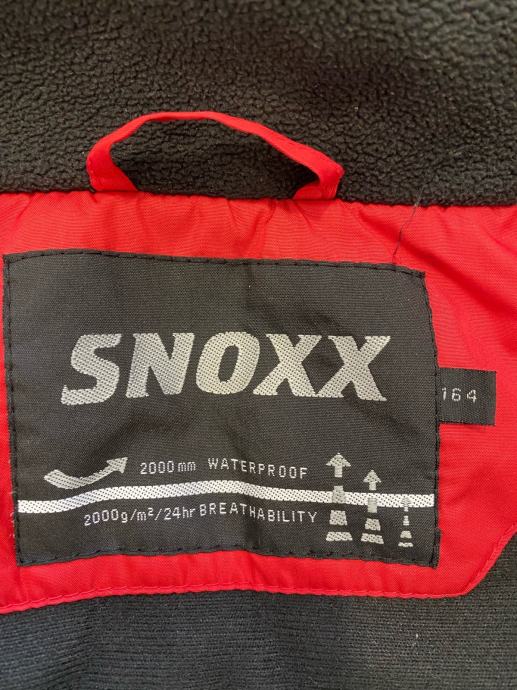 SNOXX
164
2000mm WATERPROOF
2000g/m²/24hr BREATHABILITY